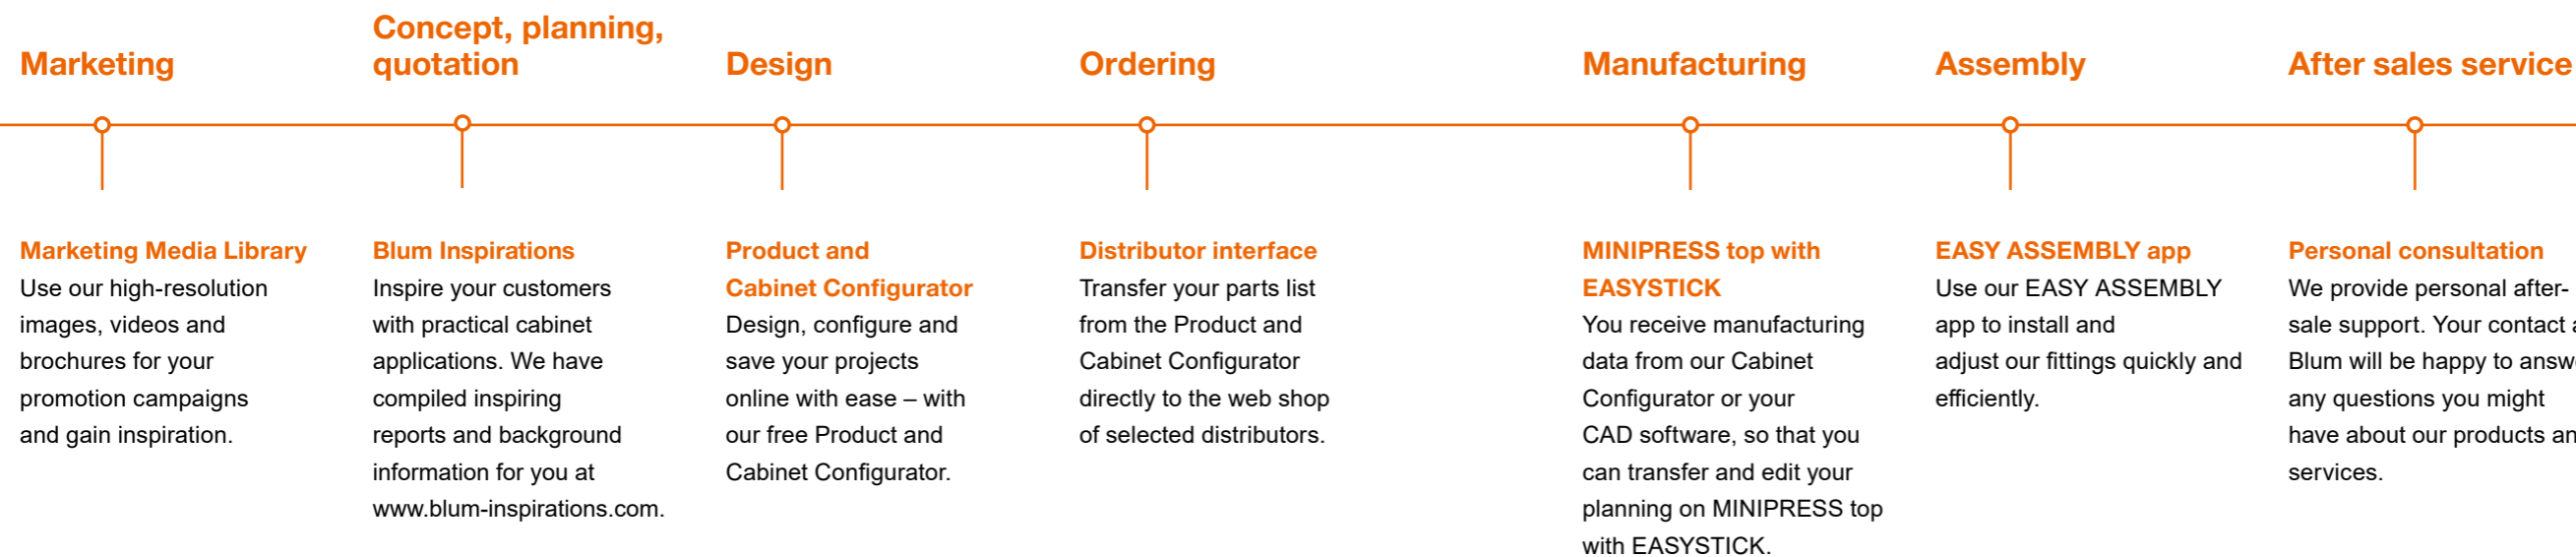 Marketing
Concept, planning,
quotation
Design
Ordering
Manufacturing
Assembly
After sales service
Marketing Media Library
Use our high-resolution
images, videos and
brochures for your
promotion campaigns
and gain inspiration.
Blum Inspirations
Inspire your customers
with practical cabinet
applications. We have
compiled inspiring
reports and background
information for you at
www.blum-inspirations.com.
Product and
Cabinet Configurator
Design, configure and
save your projects
online with ease – with
our free Product and
Cabinet Configurator.
Distributor interface
Transfer your parts list
from the Product and
Cabinet Configurator
directly to the web shop
of selected distributors.
MINIPRESS top with
EASYSTICK
You receive manufacturing
data from our Cabinet
Configurator or your
CAD software, so that you
can transfer and edit your
planning on MINIPRESS top
with EASYSTICK.
EASY ASSEMBLY app
Use our EASY ASSEMBLY
app to install and
adjust our fittings quickly and
efficiently.
Personal consultation
We provide personal after-
sale support. Your contact
Blum will be happy to
any questions you might
have about our products
services.